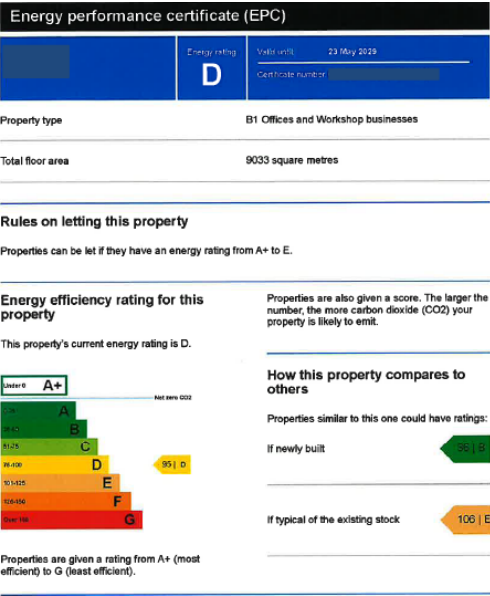 Energy performance certificate (EPC)
Energy rating
D
Valid until 23 May 2029
Certificate number
Property type B1 Offices and Workshop businesses
Total floor area 9033 square metres
Rules on letting this property
Properties can be let if they have an energy rating from A+ to E.
Energy efficiency rating for this
property
This property's current energy rating is D.
Under 0 A+
Net zero CO2
A
B
51-75 C
76-100 D 95 | D
101-125 E
126-150 F
Over 150 G
Properties are given a rating from A+ (most
efficient) to G (least efficient).
Properties are also given a score. The larger the
number, the more carbon dioxide (CO2) your
property is likely to emit.
How this property compares to
others
Properties similar to this one could have ratings:
If newly built B
If typical of the existing stock 106 | E